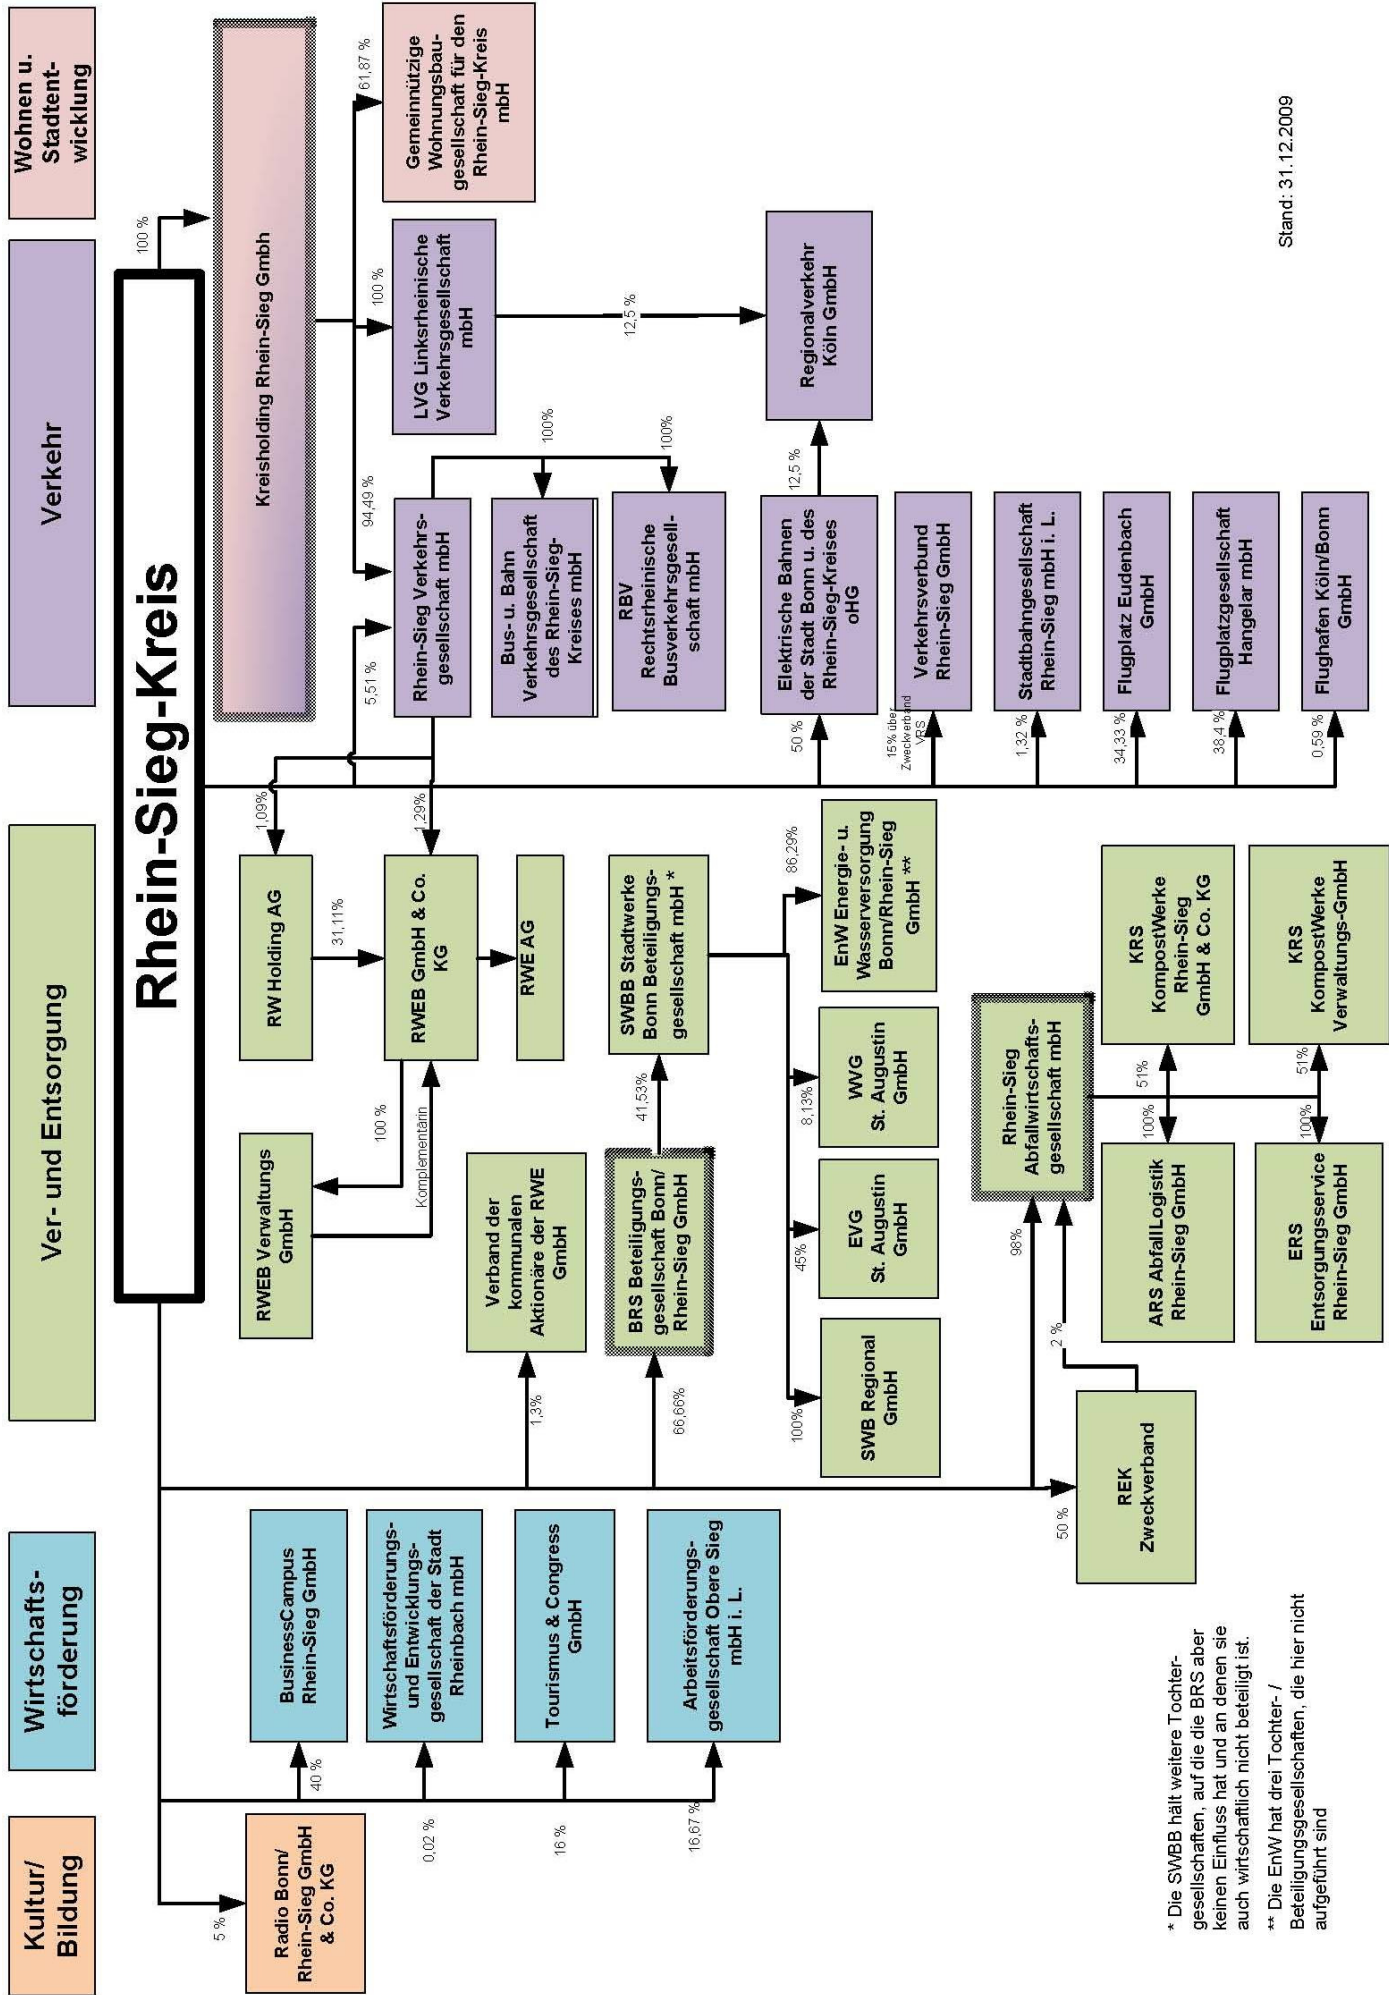 Kultur/
Bildung
Wirtschafts-
förderung
Ver- und Entsorgung
Verkehr
Wohnen u.
Stadtent-
wicklung
Rhein-Sieg-Kreis
100 %
Kreisholding Rhein-Sieg Gmbh
5 %
Radio Bonn/
Rhein-Sieg GmbH
& Co. KG
BusinessCampus
Rhein-Sieg GmbH
40 %
Wirtschaftsförderungs-
und Entwicklungs-
gesellschaft der Stadt
Rheinbach mbH
0,02 %
Tourismus & Congress
GmbH
16 %
Arbeitsförderungs-
gesellschaft Obere Sieg
mbH i. L.
16,67 %
RWEB Verwaltungs
GmbH
100 %
Komplementärin
RW Holding AG
1,09%
31,11%
RWEB GmbH & Co.
KG
1,29%
RWE AG
Verband der
kommunalen
Aktionäre der RWE
GmbH
1,3%
BRS Beteiligungs-
gesellschaft Bonn/
Rhein-Sieg GmbH
66,66%
41,53%
SWBB Stadtwerke
Bonn Beteiligungs-
gesellschaft mbH *
100%
SWB Regional
GmbH
45%
EVG
St. Augustin
GmbH
8,13%
WVG
St. Augustin
GmbH
86,29%
EnW Energie- u.
Wasserversorgung
Bonn/Rhein-Sieg
GmbH **
98%
Rhein-Sieg
Abfallwirtschafts-
gesellschaft mbH
2 %
50 %
REK
Zweckverband
100%
51%
ARS AbfallLogistik
Rhein-Sieg GmbH
KRS
KompostWerke
Rhein-Sieg
GmbH & Co. KG
100%
51%
ERS
Entsorgungsservice
Rhein-Sieg GmbH
KRS
KompostWerke
Verwaltungs-GmbH
5,51 %
94,49 %
100 %
61,87 %
Rhein-Sieg Verkehrs-
gesellschaft mbH
LVG Linksrheinische
Verkehrsgesellschaft
mbH
Gemeinnützige
Wohnungsbau-
gesellschaft für den
Rhein-Sieg-Kreis
mbH
100%
Bus- u. Bahn
Verkehrgesellschaft
des Rhein-Sieg-
Kreises mbH
100%
RBV
Rechtsrheinische
Busverkehrsgesell-
schaft mbH
12,5 %
50 %
Elektrische Bahnen
der Stadt Bonn u. des
Rhein-Sieg-Kreises
oHG
12,5 %
Regionalverkehr
Köln GmbH
15% über
Zweckverband
VRS
Verkehrsverbund
Rhein-Sieg GmbH
1,32 %
Stadtbahngesellschaft
Rhein-Sieg mbH i. L.
34,33 %
Flugplatz Eudenbach
GmbH
38,4 %
Flugplatzgesellschaft
Hangelar mbH
0,59 %
Flughafen Köln/Bonn
GmbH
* Die SWBB hält weitere Tochter-
gesellschaften, auf die die BRS aber
keinen Einfluss hat und an denen sie
auch wirtschaftlich nicht beteiligt ist.
** Die EnW hat drei Tochter- /
Beteiligungsgesellschaften, die hier nicht
aufgeführt sind
Stand: 31.12.2009